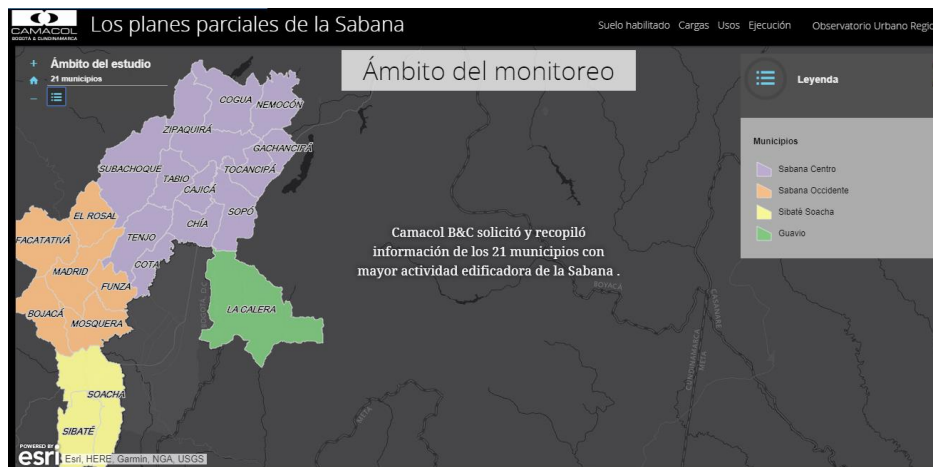 CAMACOL
BOGOTÁ & CUNDINAMARCA
Los planes parciales de la Sabana
Suelo habilitado Cargas Usos Ejecución Observatorio Urbano Regio
Ámbito del estudio
21 municipios
Ámbito del monitoreo
Leyenda
Municipios
Sabana Centro
Sabana Occidente
Sibaté Soacha
Guavio
COGUA
NEMOCÓN
ZIPAQUIRÁ
GACHANCIPÁ
SUBACHOQUE
TABIO
TOCANCIPÁ
CAJICÁ
EL ROSAL
SOPÓ
CHÍA
TENJO
FACATATIVÁ
COTA
MADRID
FUNZA
BOJACÁ
MOSQUERA
LA CALERA
SOACHA
SIBATÉ
Camacol B&C solicitó y recopiló
información de los 21 municipios con
mayor actividad edificadora de la Sabana .
BOGOTA, D.C.
BOYACÁ
CASANARE
CUNDINAMARCA
META
META
POWERED BY
esri
Esri, HERE, Garmin, NGA, USGS